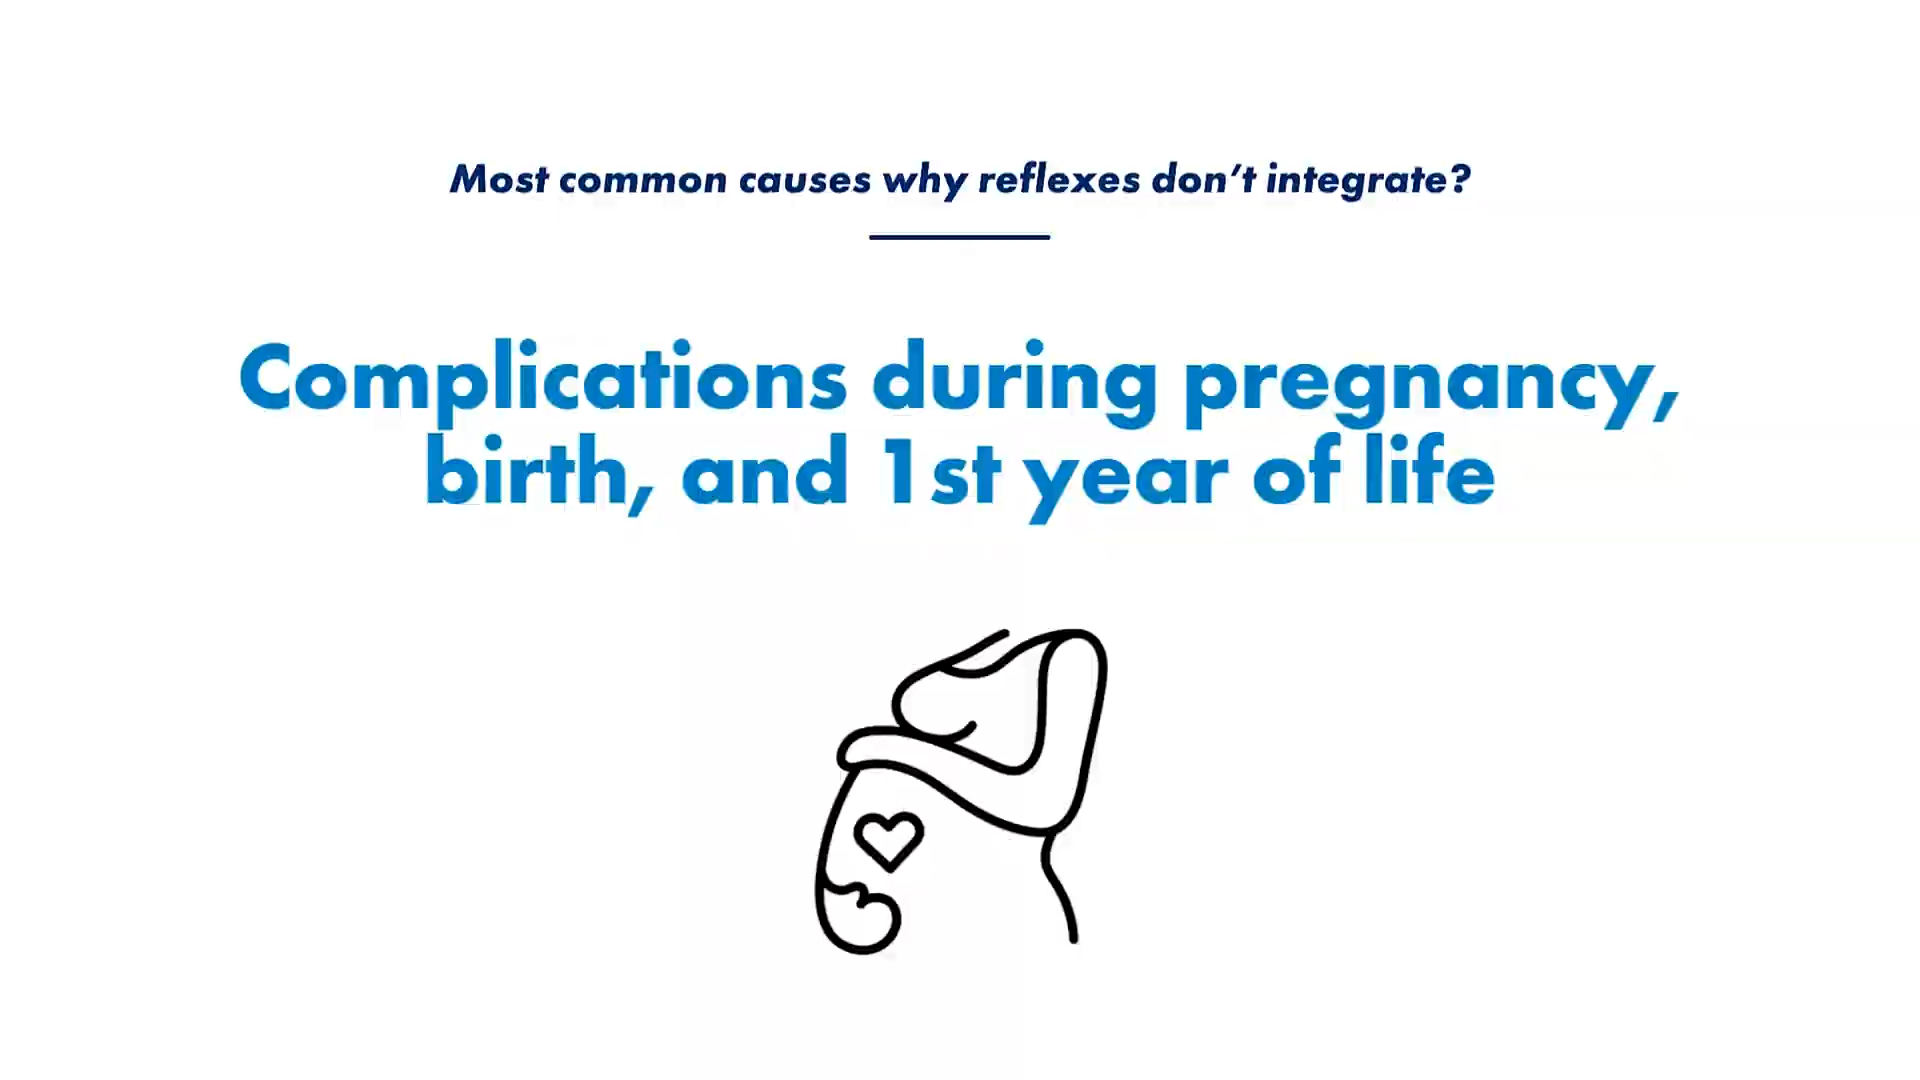 Most common causes why reflexes don’t integrate?
Complications during pregnancy,
birth, and 1st year of life